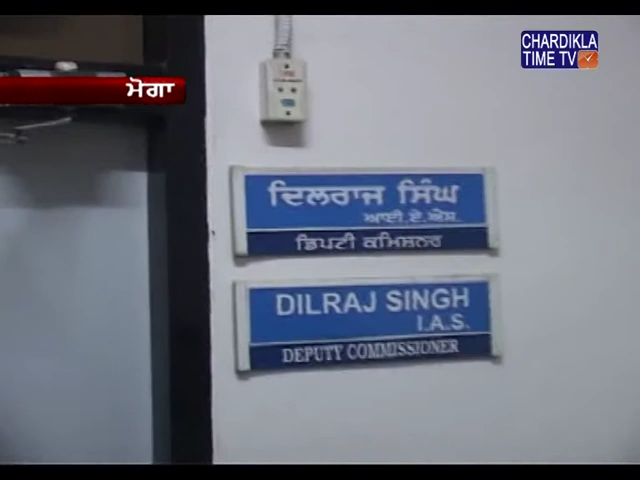 CHARDIKLA
TIME TV
ਮੋਗਾ
ਦਿਲਰਾਜ ਸਿੰਘ
ਆਈ.ਏ.ਐਸ.
ਡਿਪਟੀ ਕਮਿਸ਼ਨਰ
DILRAJ SINGH
I.A.S.
DEPUTY COMMISSIONER